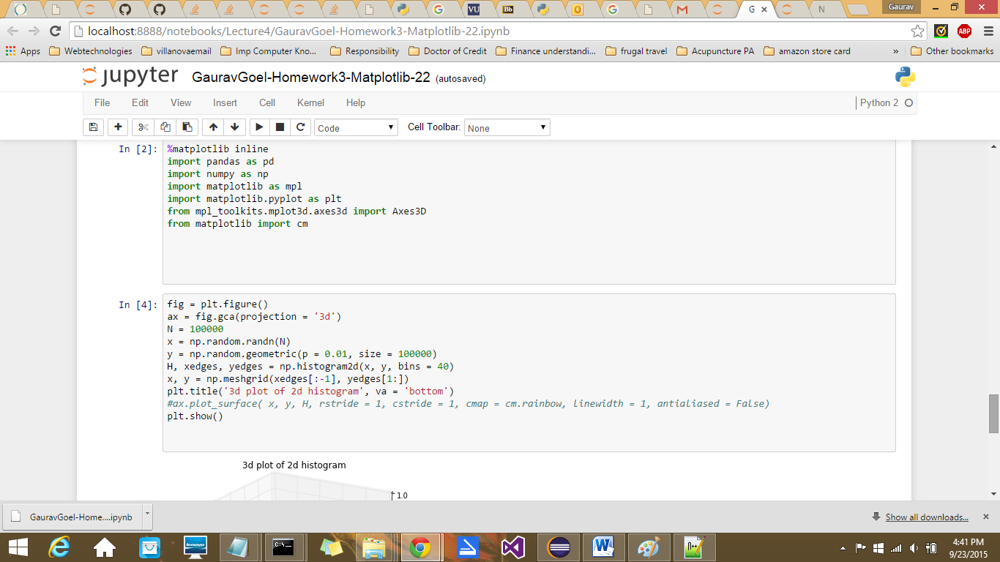 Gaurav
VU
Bb
G
N
localhost:8888/notebooks/Lecture4/GauravGoel-Homework3-Matplotlib-22.ipynb
ABP
Apps Webtechnologies villanovaemail Imp Computer Kno... Responsibility Doctor of Credit Finance understandi... frugal travel Acupuncture PA amazon store card » Other bookmarks
jupyter GauravGoel-Homework3-Matplotlib-22 (autosaved)
File Edit View Insert Cell Kernel Help Python 2
Code Cell Toolbar: None
In [2]: %matplotlib inline
import pandas as pd
import numpy as np
import matplotlib as mpl
import matplotlib.pyplot as plt
from mpl_toolkits.mplot3d.axes3d import Axes3D
from matplotlib import cm
In [4]: fig = plt.figure()
ax = fig.gca(projection = '3d')
N = 100000
x = np.random.randn(N)
y = np.random.geometric(p = 0.01, size = 100000)
H, xedges, yedges = np.histogram2d(x, y, bins = 40)
x, y = np.meshgrid(xedges[:-1], yedges[1:])
plt.title('3d plot of 2d histogram', va = 'bottom')
#ax.plot_surface( x, y, H, rstride = 1, cstride = 1, cmap = cm.rainbow, linewidth = 1, antialiased = False)
plt.show()
3d plot of 2d histogram
1.0
GauravGoel-Home....ipynb Show all downloads...
lenovo
4:41 PM
9/23/2015